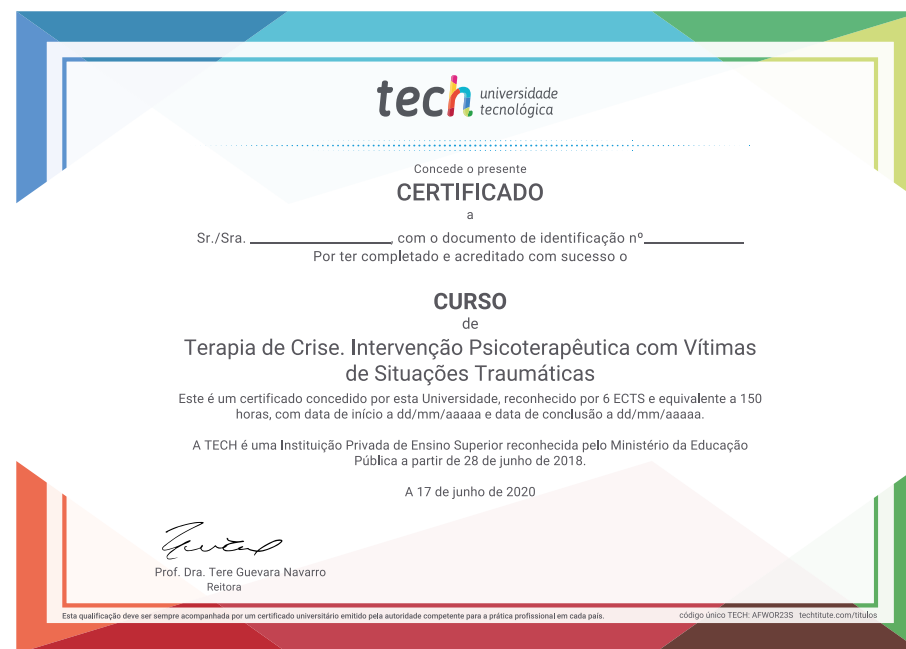 tech universidade
tecnológica
Concede o presente
CERTIFICADO
a
Sr./Sra. ________________, com o documento de identificação nº____________
Por ter completado e acreditado com sucesso o
CURSO
de
Terapia de Crise. Intervenção Psicoterapêutica com Vítimas
de Situações Traumáticas
Este é um certificado concedido por esta Universidade, reconhecido por 6 ECTS e equivalente a 150
horas, com data de início a dd/mm/aaaaa e data de conclusão a dd/mm/aaaaa.
A TECH é uma Instituição Privada de Ensino Superior reconhecida pelo Ministério da Educação
Pública a partir de 28 de junho de 2018.
A 17 de junho de 2020
Prof. Dra. Tere Guevara Navarro
Reitora
Esta qualificação deve ser sempre acompanhada por um certificado universitário emitido pela autoridade competente para a prática profissional em cada país.
código único TECH: AFWOR23S techtitute.com/titulos